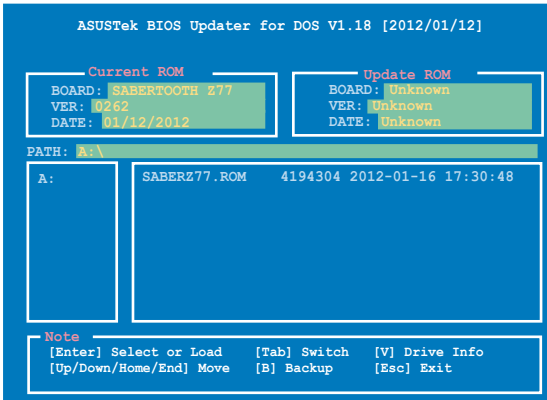 ASUSTek BIOS Updater for DOS V1.18 [2012/01/12]
Current ROM
BOARD: SABERTOOTH Z77
VER: 0262
DATE: 01/12/2012
Update ROM
BOARD: Unknown
VER: Unknown
DATE: Unknown
PATH: A:\
A:
SABERZ77.ROM 4194304 2012-01-16 17:30:48
Note
[Enter] Select or Load [Tab] Switch [V] Drive Info
[Up/Down/Home/End] Move [B] Backup [Esc] Exit